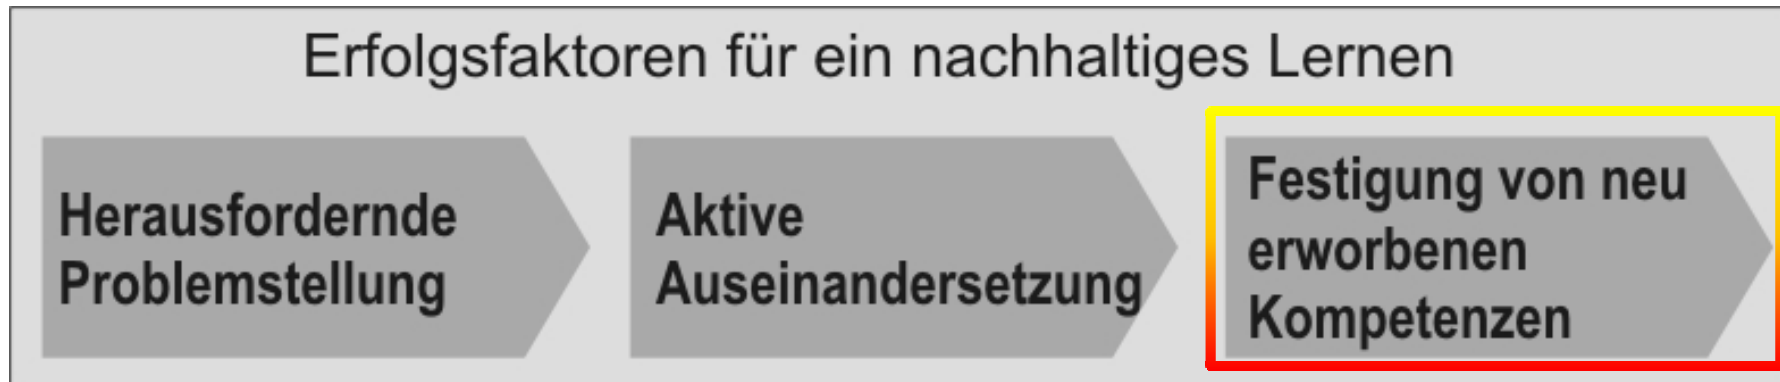 Erfolgsfaktoren für ein nachhaltiges Lernen
Herausfordernde
Problemstellung
Aktive
Auseinandersetzung
Festigung von neu
erworbenen
Kompetenzen